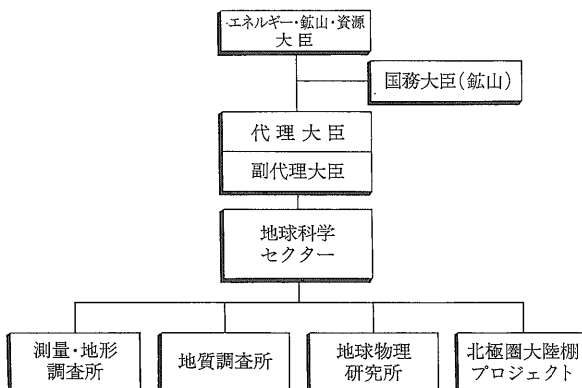 エネルギー・鉱山・資源
大臣
国務大臣(鉱山)
代理大臣
副代理大臣
地球科学
セクター
測量・地形
調査所
地質調査所
地球物理
研究所
北極圏大陸棚
プロジェクト